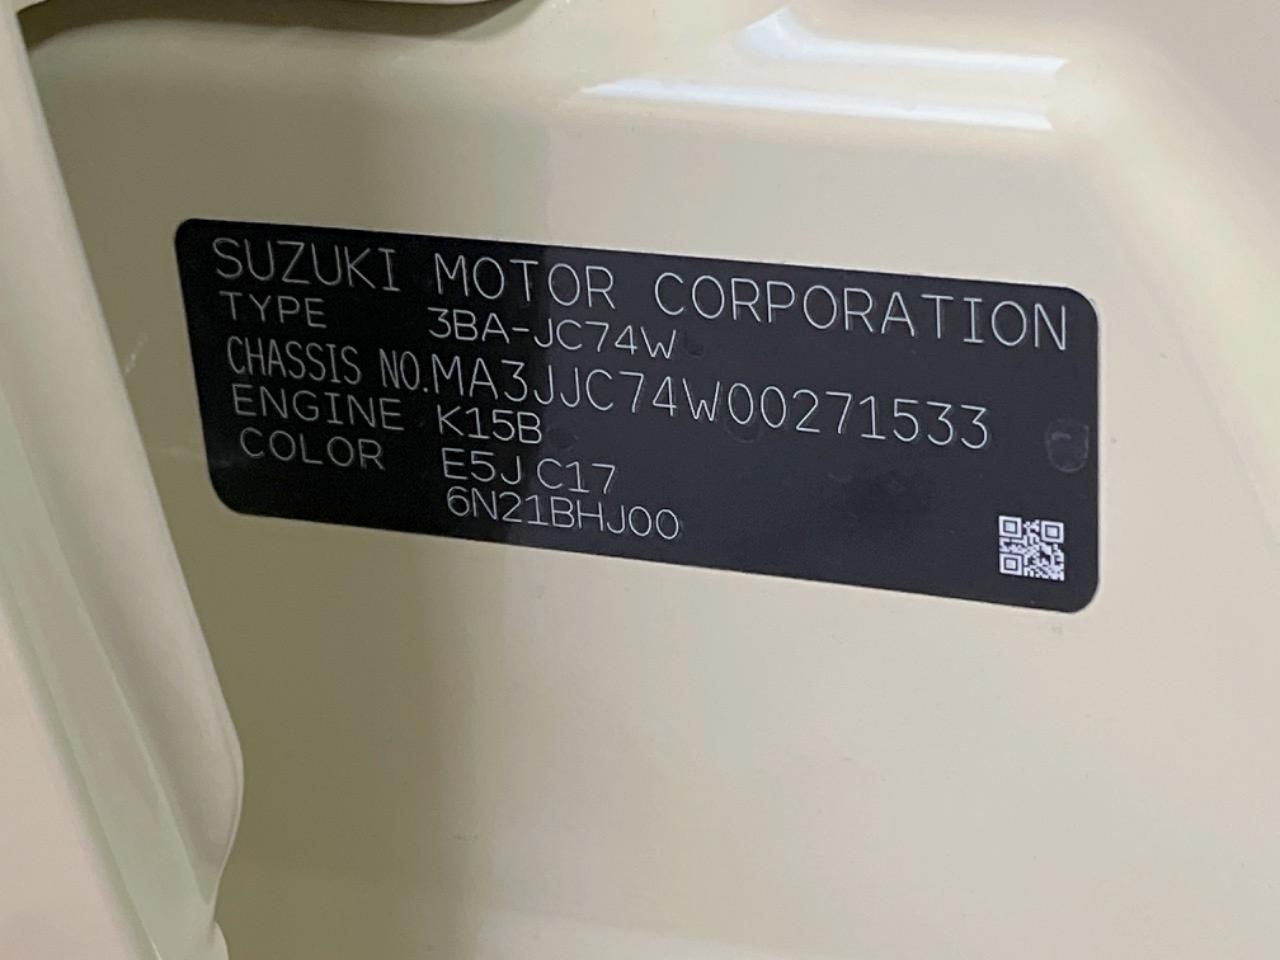 SUZUKI MOTOR CORPORATION
TYPE 3BA-JC74W
CHASSIS NO.MA3JJC74W00271533
ENGINE K15B
COLOR E5J C17
6N21BHJ00